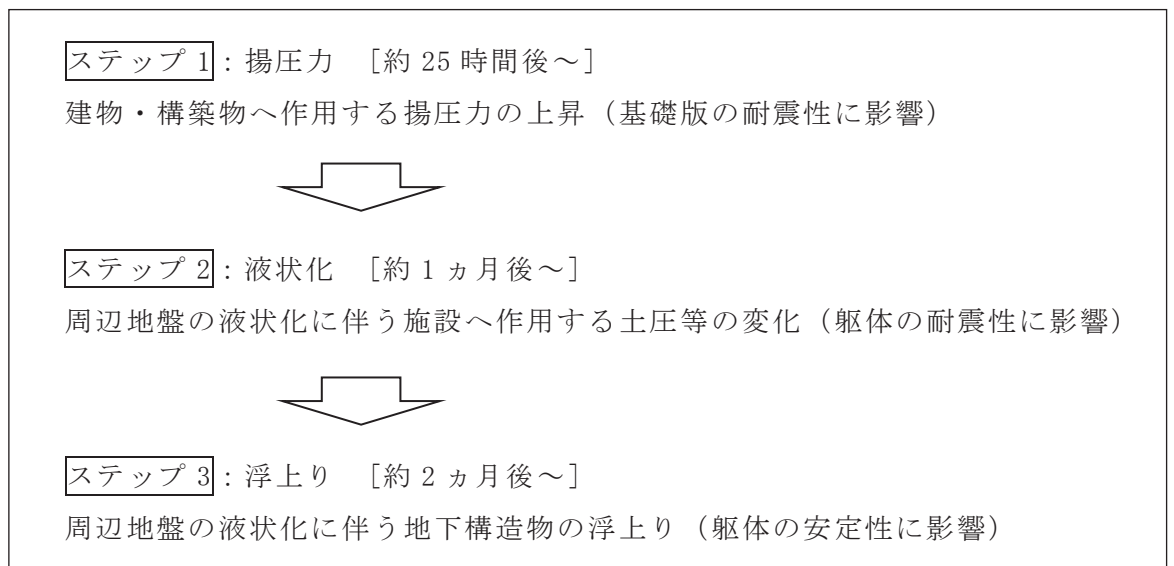 ステップ 1：揚圧力　［約 25 時間後～］
建物・構築物へ作用する揚圧力の上昇（基礎版の耐震性に影響）
ステップ 2：液状化　［約 1 ヵ月後～］
周辺地盤の液状化に伴う施設へ作用する土圧等の変化（躯体の耐震性に影響）
ステップ 3：浮上り　［約 2 ヵ月後～］
周辺地盤の液状化に伴う地下構造物の浮上り（躯体の安定性に影響）